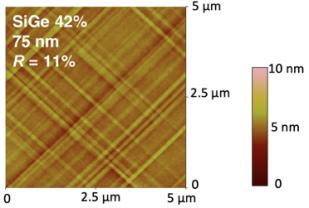 SiGe 42%
75 nm
R = 11%
5 µm
2.5 µm
0
0
2.5 µm
5 µm
10 nm
5 nm
0